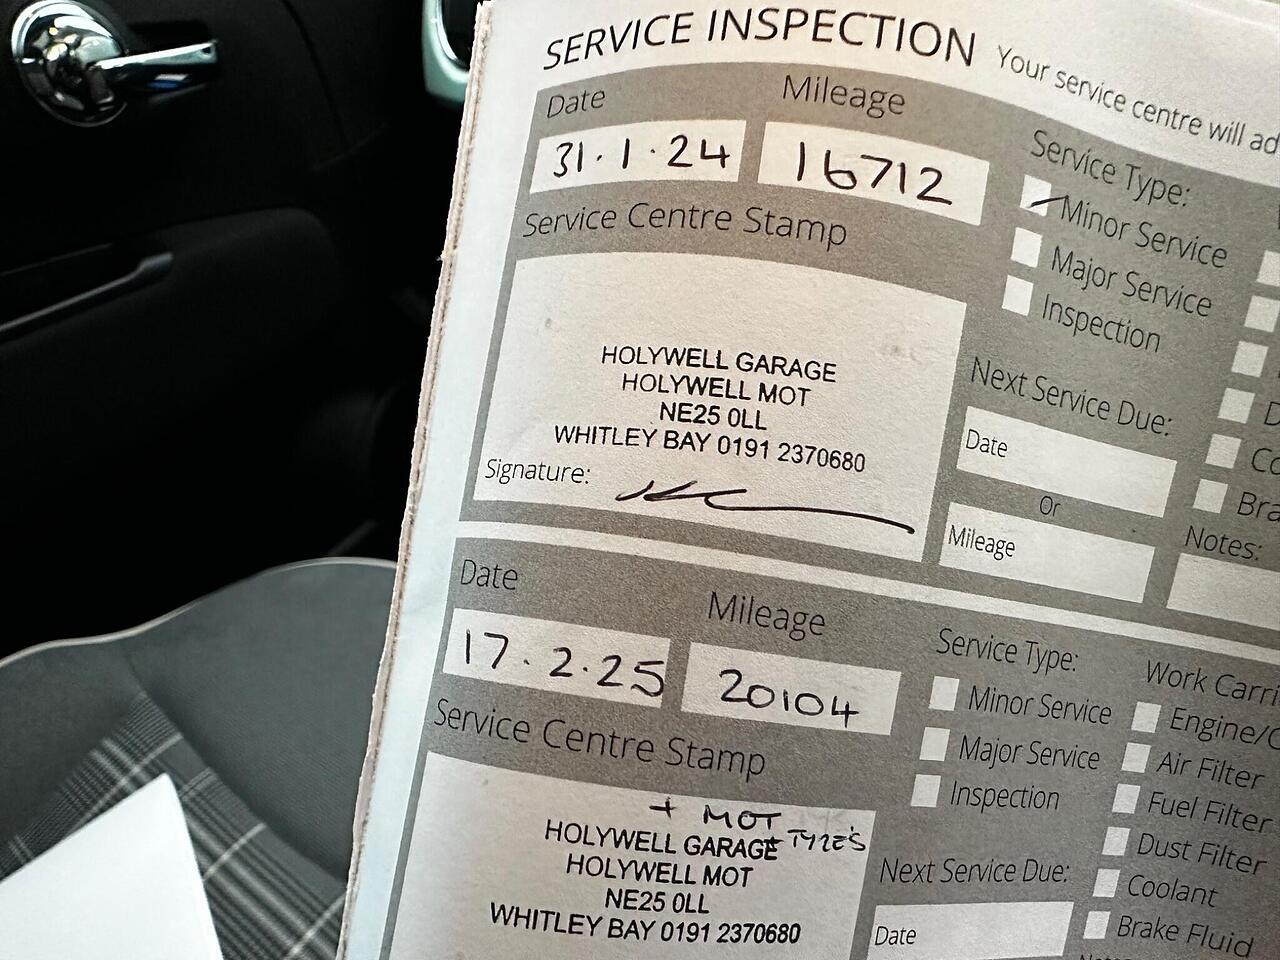 SERVICE INSPECTION Your service centre will ad
Date Mileage
31.1.24 16712
Service Type:
Minor Service
Major Service
Inspection
Service Centre Stamp
HOLYWELL GARAGE
HOLYWELL MOT
NE25 0LL
WHITLEY BAY 0191 2370680
Signature:
Next Service Due:
Date
Or
Mileage
D
Co
Bra
Notes:
Date Mileage
17.2.25 20104
Service Type:
Minor Service
Major Service
Inspection
Work Carri
Engine/O
Air Filter
Fuel Filter
Dust Filter
Coolant
Brake Fluid
Service Centre Stamp
+ MOT
HOLYWELL GARAGE
HOLYWELL MOT
NE25 0LL
WHITLEY BAY 0191 2370680
Next Service Due:
Date